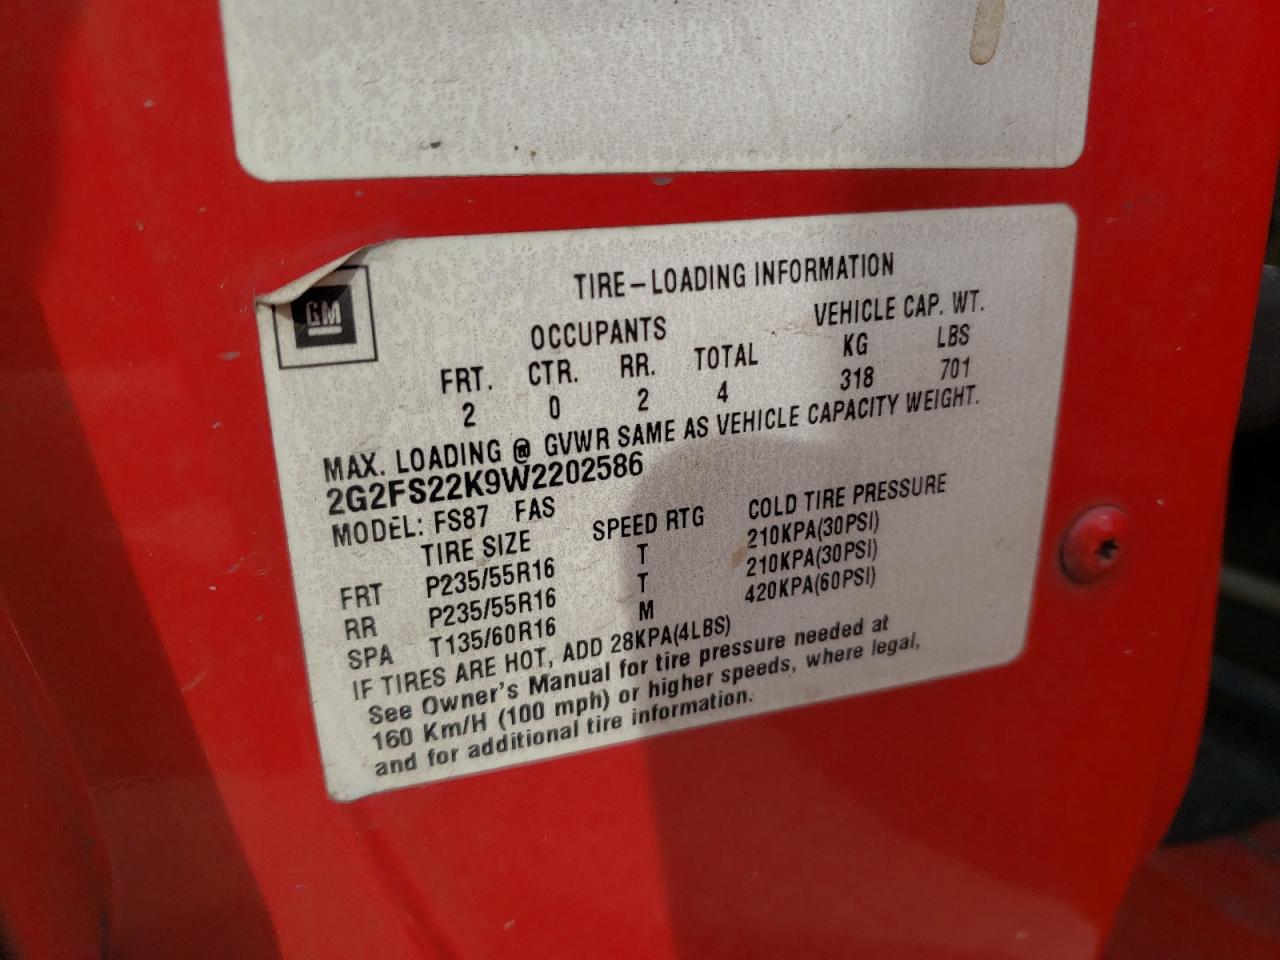 GM
TIRE-LOADING INFORMATION
OCCUPANTS VEHICLE CAP. WT.
FRT. CTR. RR. TOTAL KG LBS
2 0 2 4 318 701
MAX. LOADING @ GVWR SAME AS VEHICLE CAPACITY WEIGHT.
2G2FS22K9W2202586
MODEL: FS87 FAS
TIRE SIZE SPEED RTG COLD TIRE PRESSURE
FRT P235/55R16 T 210KPA(30PSI)
RR P235/55R16 T 210KPA(30PSI)
SPA T135/60R16 M 420KPA(60PSI)
IF TIRES ARE HOT, ADD 28KPA(4LBS)
See Owner's Manual for tire pressure needed at
160 Km/H (100 mph) or higher speeds, where legal,
and for additional tire information.